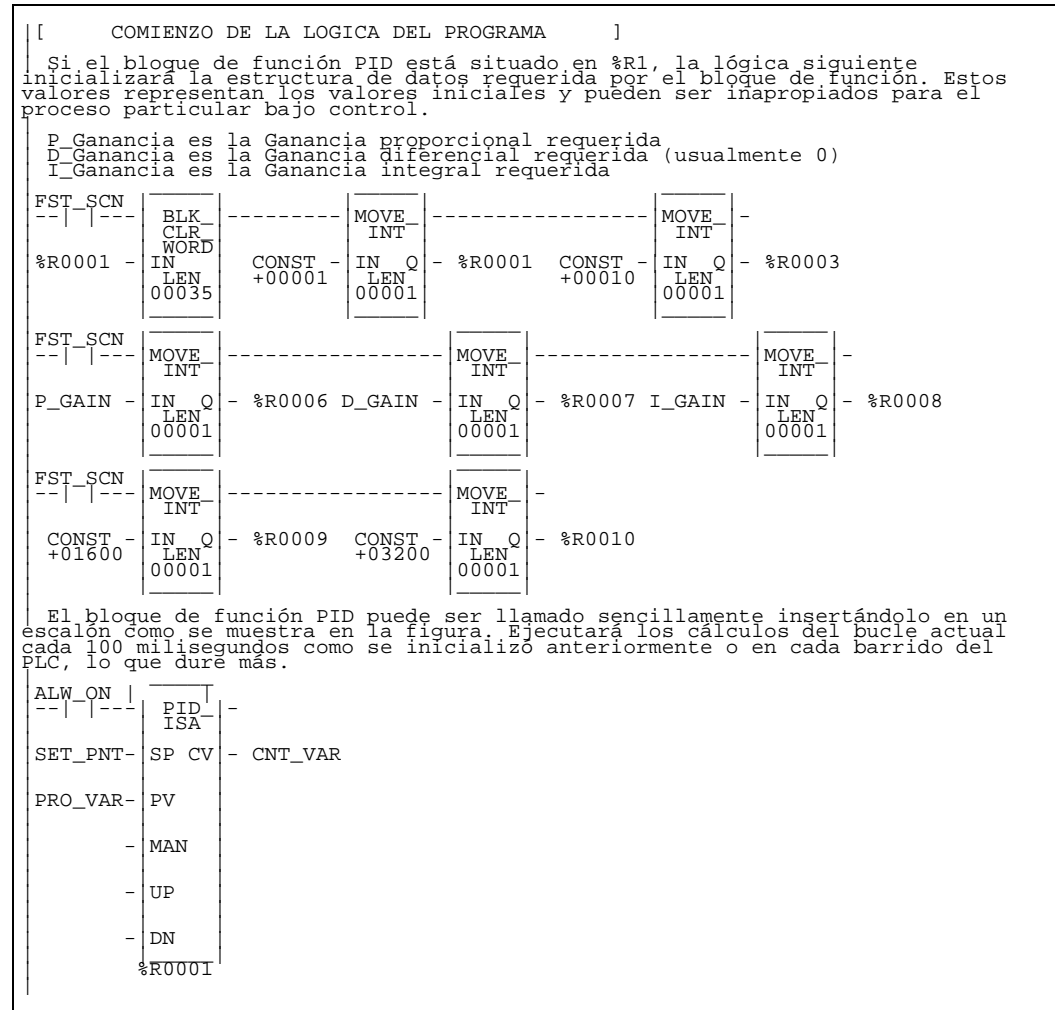 [ COMIENZO DE LA LOGICA DEL PROGRAMA ]
Si el bloque de función PID está situado en %R1, la lógica siguiente
inicializará la estructura de datos requerida por el bloque de función. Estos
valores representan los valores iniciales y pueden ser inapropiados para el
proceso particular bajo control.
P_Ganancia es la Ganancia proporcional requerida
D_Ganancia es la Ganancia diferencial requerida (usualmente 0)
I_Ganancia es la Ganancia integral requerida
FST_SCN
BLK_ MOVE_ MOVE_
CLR_ INT INT
WORD
%R0001 - IN CONST - IN Q - %R0001 CONST - IN Q - %R0003
LEN +00001 LEN +00010 LEN
00035 00001 00001
FST_SCN
MOVE_ MOVE_ MOVE_
INT INT INT
P_GAIN - IN Q - %R0006 D_GAIN - IN Q - %R0007 I_GAIN - IN Q - %R0008
LEN LEN LEN
00001 00001 00001
FST_SCN
MOVE_ MOVE_
INT INT
CONST - IN Q - %R0009 CONST - IN Q - %R0010
+01600 LEN +03200 LEN
00001 00001
El bloque de función PID puede ser llamado sencillamente insertándolo en un
escalón como se muestra en la figura. Ejecutará los cálculos del bucle actual
cada 100 milisegundos como se inicializó anteriormente o en cada barrido del
PLC, lo que dure más.
ALW_ON
PID_
ISA
SET_PNT- SP CV - CNT_VAR
PRO_VAR- PV
- MAN
- UP
- DN
%R0001